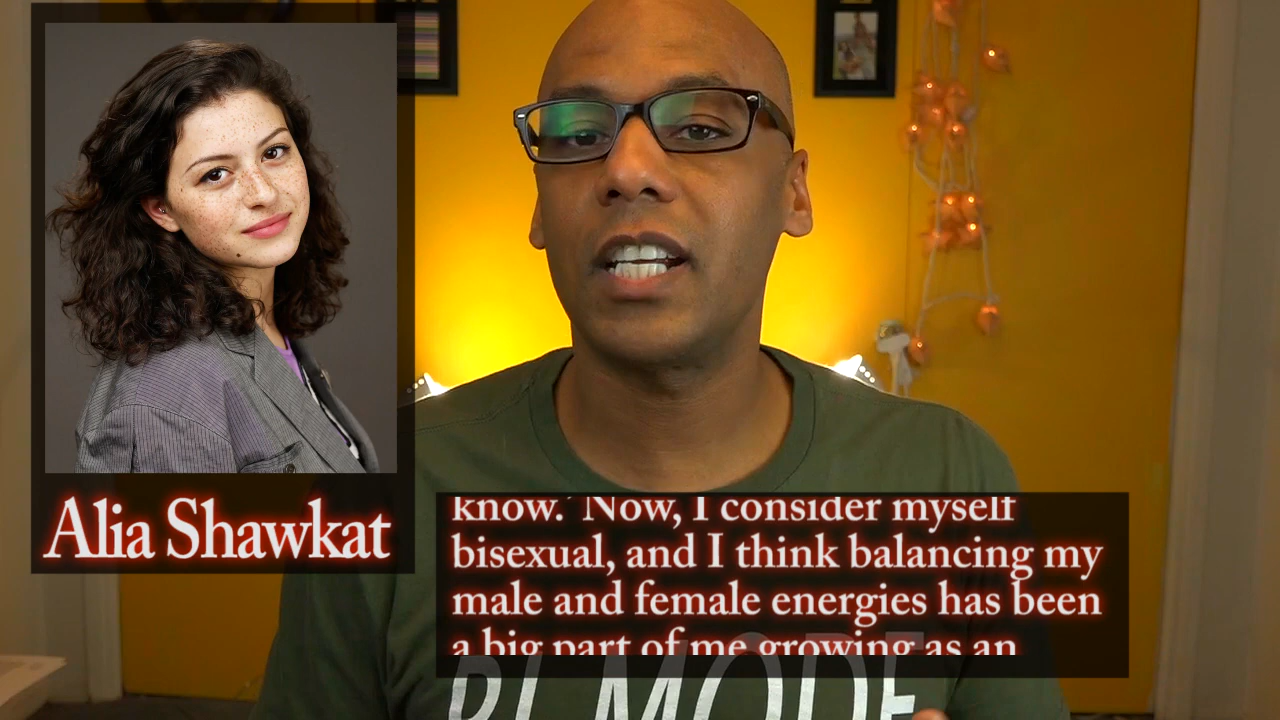 Alia Shawkat
know.' Now, I consider myself
bisexual, and I think balancing my
male and female energies has been
a big part of me growing as an
BI MODE